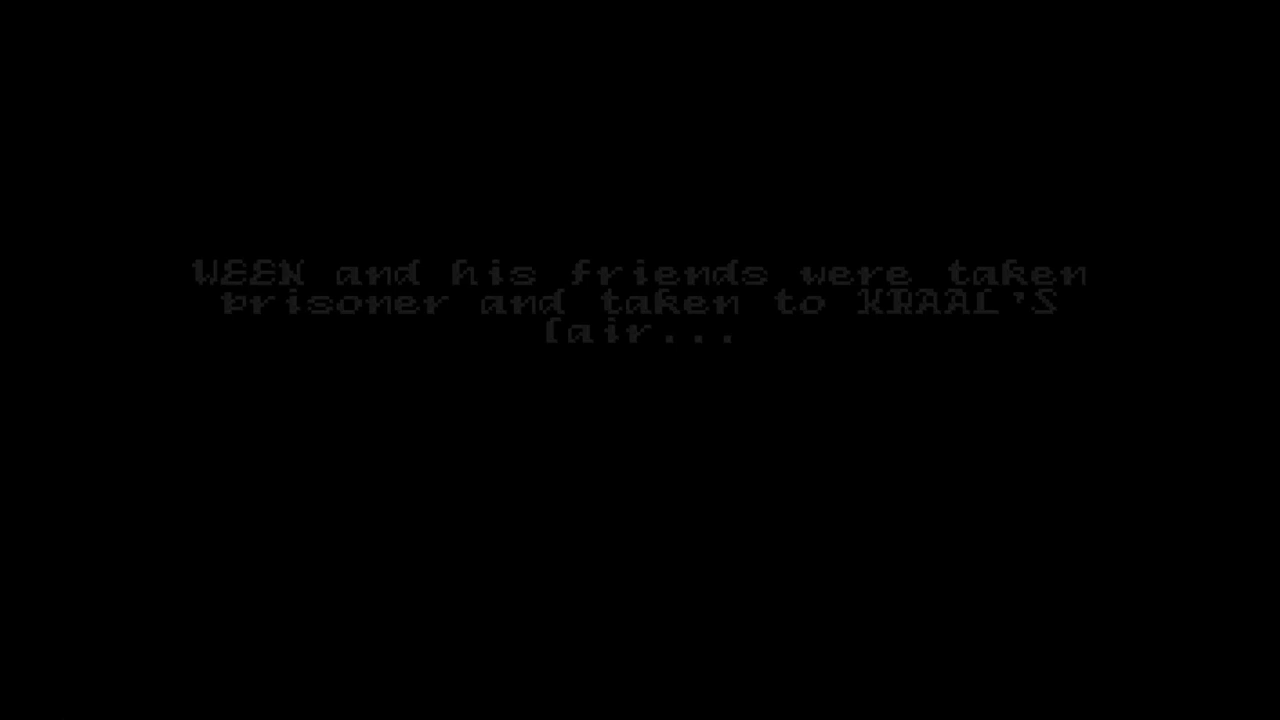 WEEN and his friends were taken
prisoner and taken to KRAAL'S
lair...